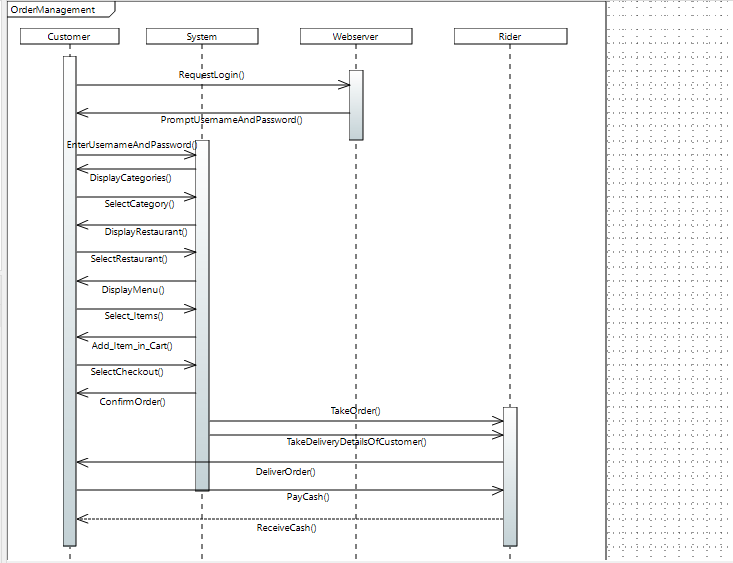 OrderManagement
Customer
System
Webserver
Rider
RequestLogin()
PromptUsernameAndPassword()
EnterUsernameAndPassword()
DisplayCategories()
SelectCategory()
DisplayRestaurant()
SelectRestaurant()
DisplayMenu()
Select_Items()
Add_Item_in_Cart()
SelectCheckout()
ConfirmOrder()
TakeOrder()
TakeDeliveryDetailsOfCustomer()
DeliverOrder()
PayCash()
ReceiveCash()